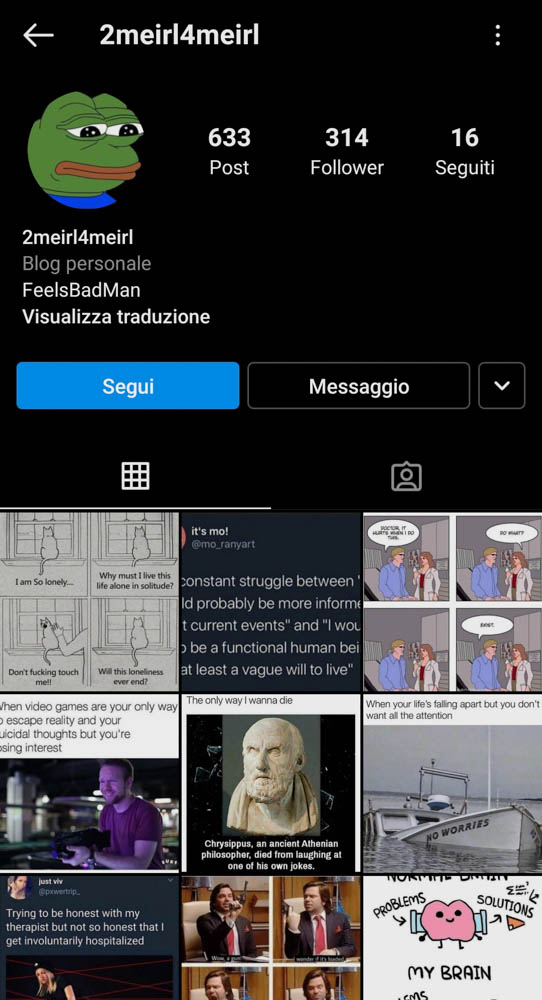 2meirl4meirl
633
314
16
Post
Follower
Seguiti
2meirl4meirl
Blog personale
FeelsBadMan
Visualizza traduzione
Segui
Messaggio
I am So lonely...
Why must I live this
life alone in solitude?
Don't fucking touch
me!!
Will this loneliness
ever end?
it's mo!
@mo_ranyart
constant struggle between "
ld probably be more informe
t current events" and "I wou
o be a functional human bei
at least a vague will to live"
DOCTOR, IT
HURTS WHEN I DO
THIS.
DO WHAT?
EXIST.
hen video games are your only way
o escape reality and your
uicidal thoughts but you're
osing interest
The only way I wanna die
Chrysippus, an ancient Athenian
philosopher, died from laughing at
one of his own jokes.
When your life's falling apart but you don't
want all the attention
NO WORRIES
just viv
@pxwertrip_
Trying to be honest with my
therapist but not so honest that I
get involuntarily hospitalized
Wow, a gun!
wonder if it's loaded
NORMAL BRAIN
PROBLEMS
SOLUTIONS
MY BRAIN